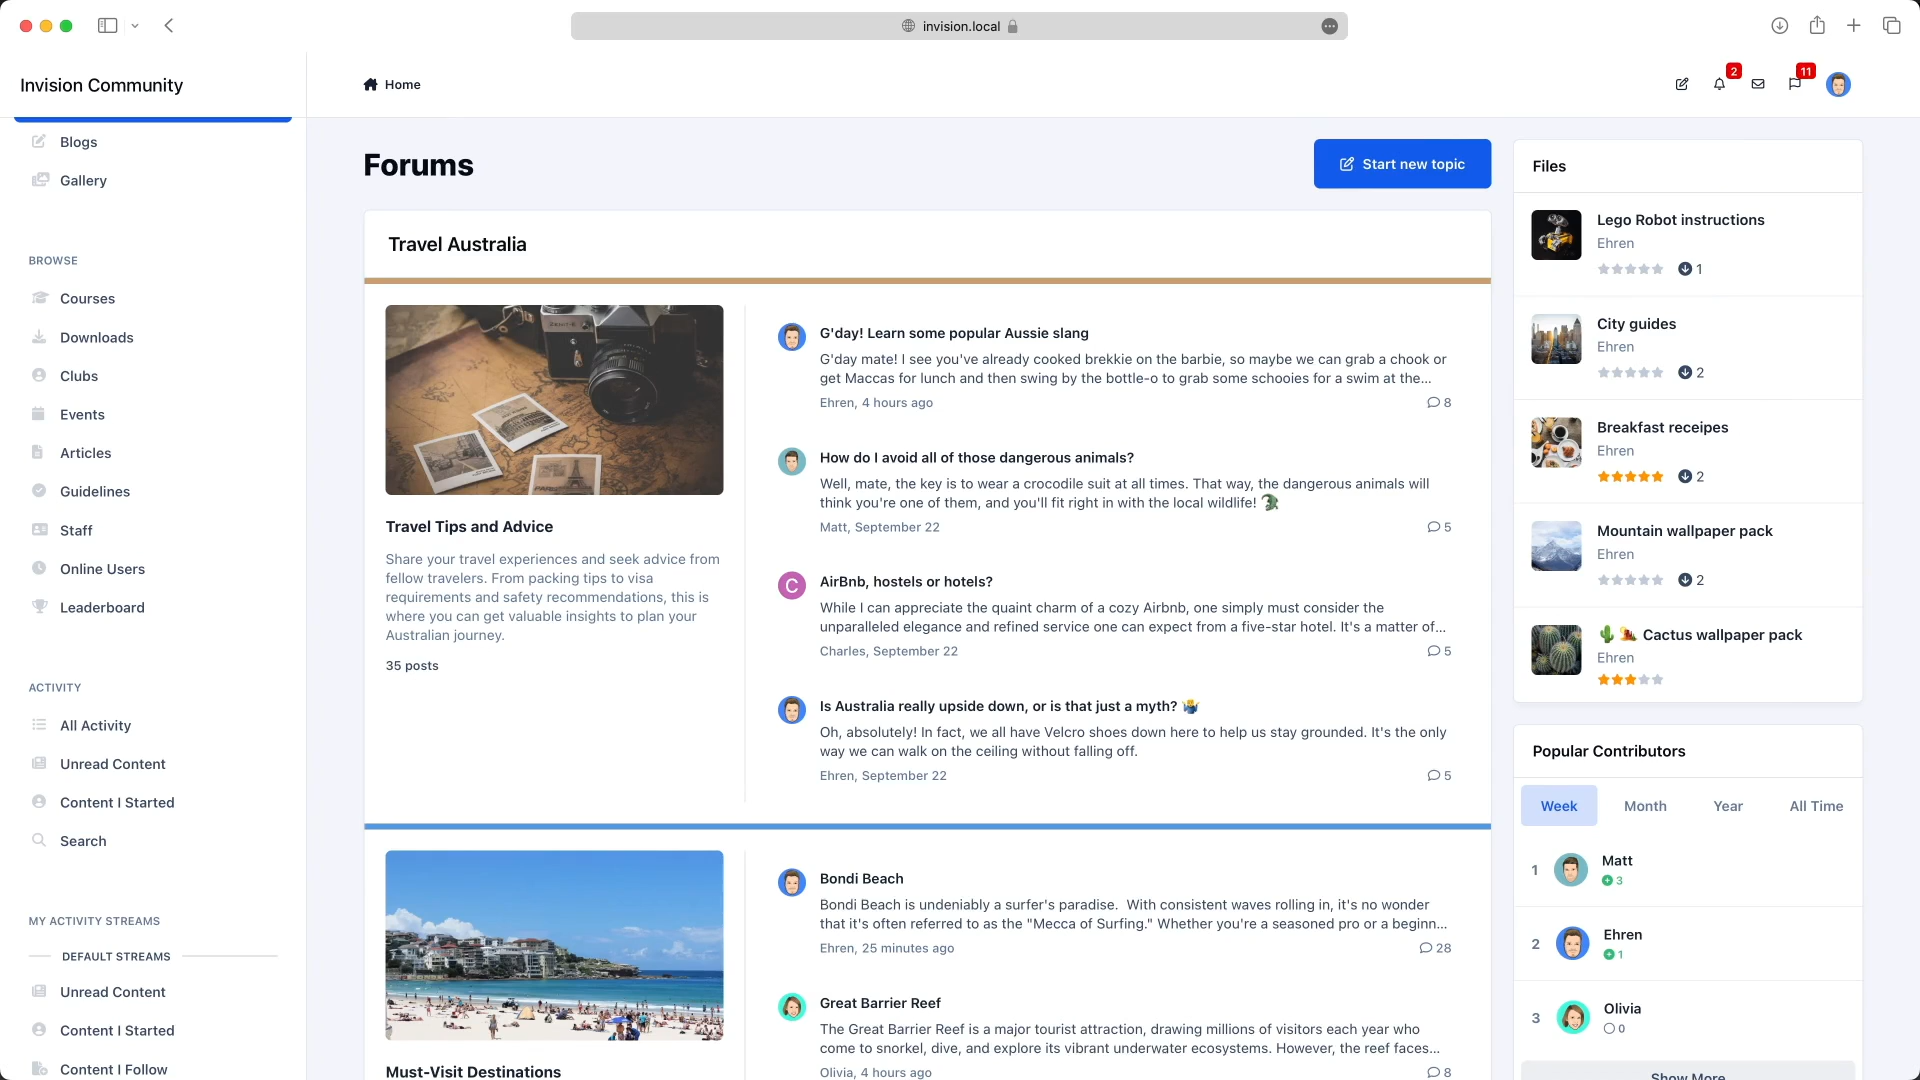 invision.local
Invision Community
Home
2
11
Blogs
Gallery
BROWSE
Courses
Downloads
Clubs
Events
Articles
Guidelines
Staff
Online Users
Leaderboard
ACTIVITY
All Activity
Unread Content
Content I Started
Search
MY ACTIVITY STREAMS
DEFAULT STREAMS
Unread Content
Content I Started
Content I Follow
Forums
Start new topic
Travel Australia
Travel Tips and Advice
Share your travel experiences and seek advice from
fellow travelers. From packing tips to visa
requirements and safety recommendations, this is
where you can get valuable insights to plan your
Australian journey.
35 posts
G'day! Learn some popular Aussie slang
G'day mate! I see you've already cooked brekkie on the barbie, so maybe we can grab a chook or
get Maccas for lunch and then swing by the bottle-o to grab some schooies for a swim at the...
Ehren, 4 hours ago
8
How do I avoid all of those dangerous animals?
Well, mate, the key is to wear a crocodile suit at all times. That way, the dangerous animals will
think you're one of them, and you'll fit right in with the local wildlife! 🐊
Matt, September 22
5
C
AirBnb, hostels or hotels?
While I can appreciate the quaint charm of a cozy Airbnb, one simply must consider the
unparalleled elegance and refined service one can expect from a five-star hotel. It's a matter of...
Charles, September 22
5
Is Australia really upside down, or is that just a myth? 🤷‍♂️
Oh, absolutely! In fact, we all have Velcro shoes down here to help us stay grounded. It's the only
way we can walk on the ceiling without falling off.
Ehren, September 22
5
Must-Visit Destinations
Bondi Beach
Bondi Beach is undeniably a surfer's paradise.  With consistent waves rolling in, it's no wonder
that it's often referred to as the "Mecca of Surfing." Whether you're a seasoned pro or a beginn...
Ehren, 25 minutes ago
28
Great Barrier Reef
The Great Barrier Reef is a major tourist attraction, drawing millions of visitors each year who
come to snorkel, dive, and explore its vibrant underwater ecosystems. However, the reef faces...
Olivia, 4 hours ago
8
Files
Lego Robot instructions
Ehren
1
City guides
Ehren
2
Breakfast receipes
Ehren
2
Mountain wallpaper pack
Ehren
2
🌵 🐫 Cactus wallpaper pack
Ehren
Popular Contributors
Week
Month
Year
All Time
1
Matt
3
2
Ehren
1
3
Olivia
0
Show More